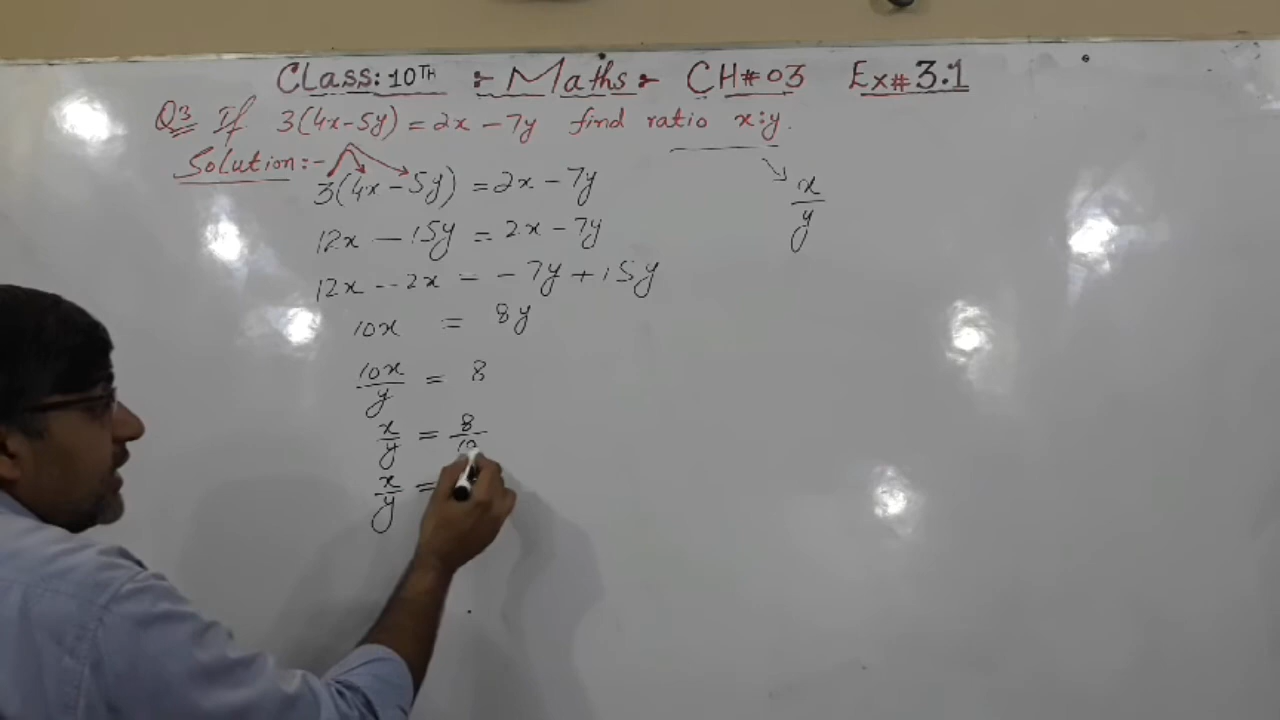 CLASS: 10TH :- Maths:- CH# 03 Ex# 3.1
Q3 If 3(4x-5y) = 2x - 7y find ratio x:y.
Solution:-
3(4x - 5y) = 2x - 7y
x/y
12x - 15y = 2x - 7y
12x - 2x = - 7y + 15y
10x = 8y
10x/y = 8
x/y = 8/10
x/y =